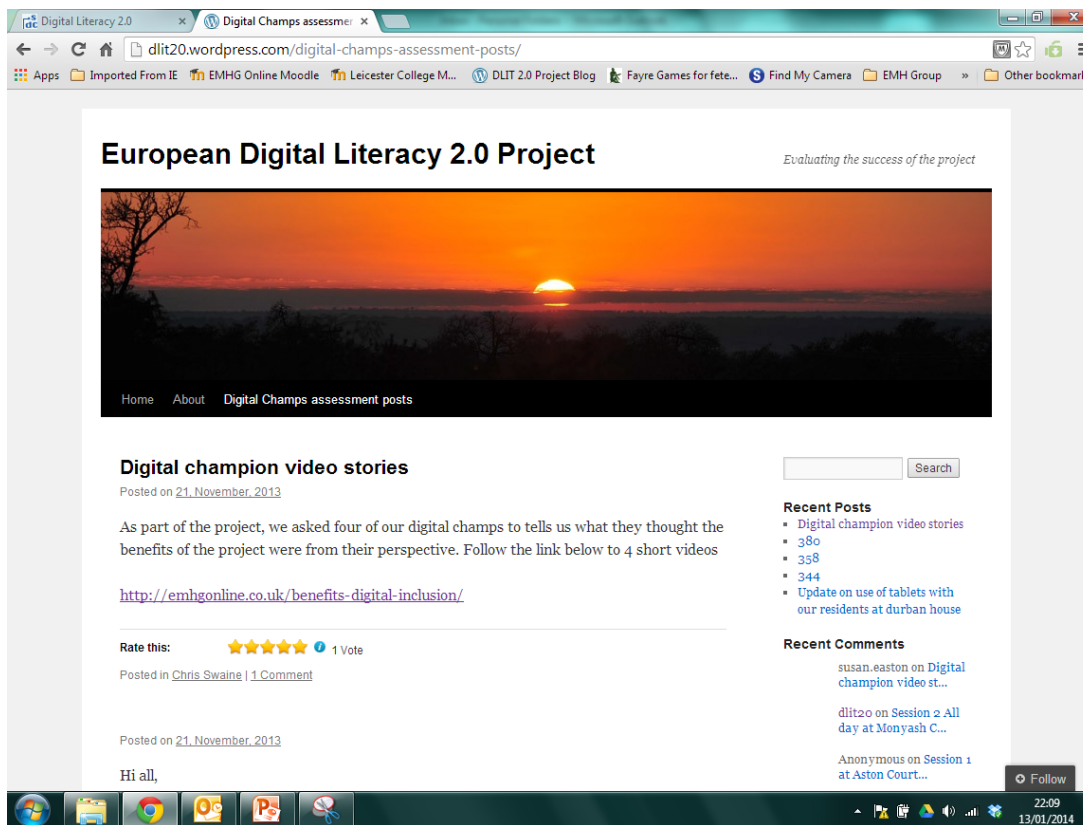 Digital Literacy 2.0
Digital Champs assessmer
dlit20.wordpress.com/digital-champs-assessment-posts/
Apps Imported From IE EMHG Online Moodle Leicester College M... DLIT 2.0 Project Blog Fayre Games for fete... Find My Camera EMH Group » Other bookmark
European Digital Literacy 2.0 Project
Evaluating the success of the project
Home About Digital Champs assessment posts
Digital champion video stories
Posted on 21, November, 2013
As part of the project, we asked four of our digital champs to tells us what they thought the
benefits of the project were from their perspective. Follow the link below to 4 short videos
http://emhgonline.co.uk/benefits-digital-inclusion/
Rate this: 1 Vote
Posted in Chris Swaine | 1 Comment
Posted on 21, November, 2013
Hi all,
Search
Recent Posts
Digital champion video stories
380
358
344
Update on use of tablets with
our residents at durban house
Recent Comments
susan.easton on Digital
champion video st...
dlit20 on Session 2 All
day at Monyash C...
Anonymous on Session 1
at Aston Court...
Follow
22:09
13/01/2014